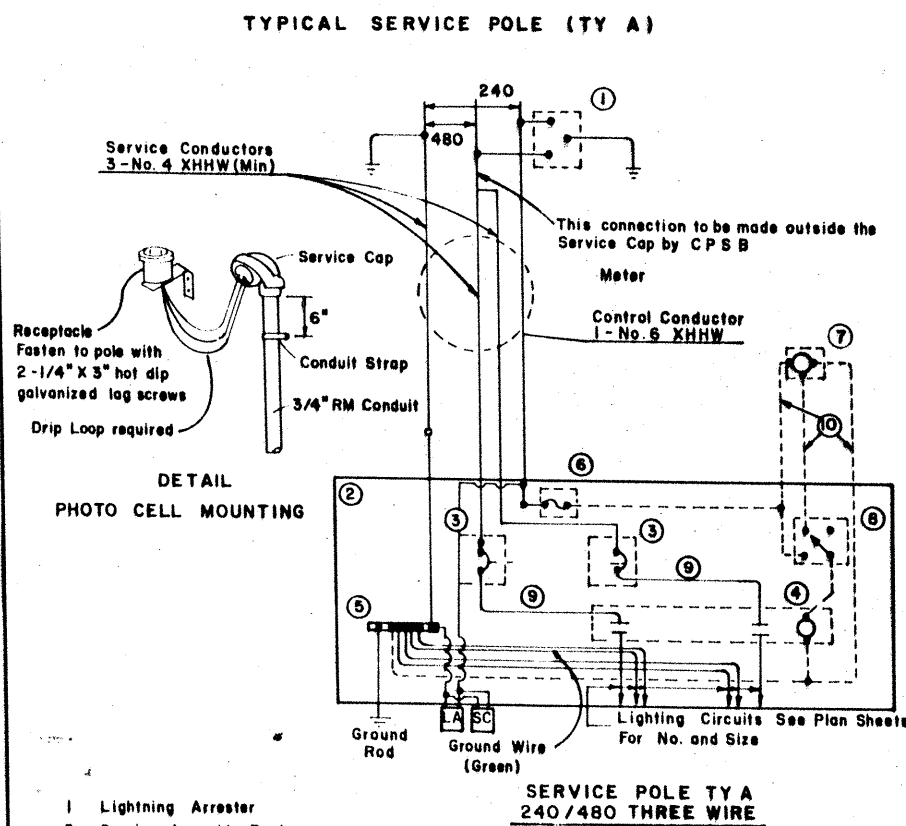 TYPICAL SERVICE POLE (TY A)
240
1
480
Service Conductors
3-No. 4 XHHW (Min)
This connection to be made outside the
Service Cap by CPSB
Meter
Service Cap
6"
Control Conductor
1-No. 6 XHHW
7
Receptacle
Fasten to pole with
2-1/4" X 3" hot dip
galvanized lag screws
Conduit Strap
3/4" RM Conduit
Drip Loop required
10
DETAIL
PHOTO CELL MOUNTING
6
2
3
3
8
9
9
4
5
LA
SC
Ground
Rod
Ground Wire
(Green)
Lighting Circuits See Plan Sheets
For No. and Size
SERVICE POLE TY A
240/480 THREE WIRE
1 Lightning Arrester